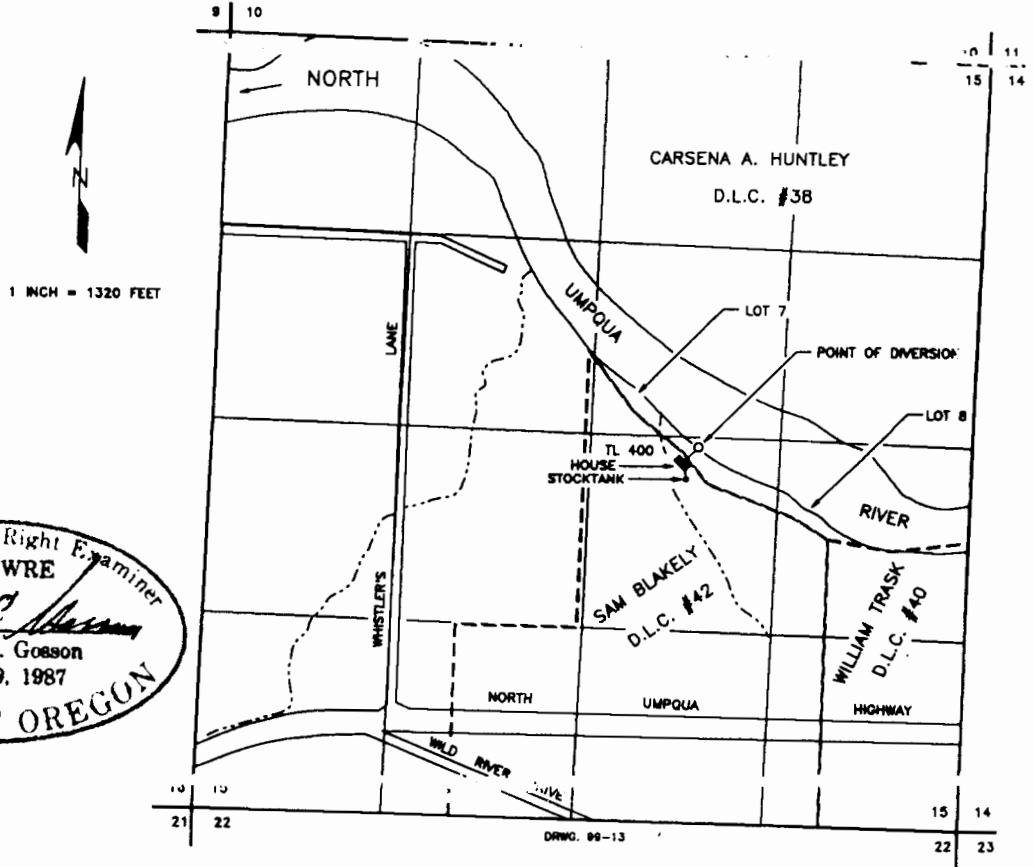 9 10
10 11
15 14
NORTH
N
1 INCH = 1320 FEET
CARSENA A. HUNTLEY
D.L.C. #38
UMPQUA
LOT 7
LANE
POINT OF DIVERSION
LOT 8
TL 400
HOUSE
STOCKTANK
RIVER
Right Examiner
WRE
Gosson
9, 1987
OREGON
SAM BLAKELY
D.L.C. #42
WILLIAM TRASK
D.L.C. #40
WHISTLER'S
NORTH UMPQUA HIGHWAY
WILD RIVER
15 14
21 22
22 23
DRWG. 99-13